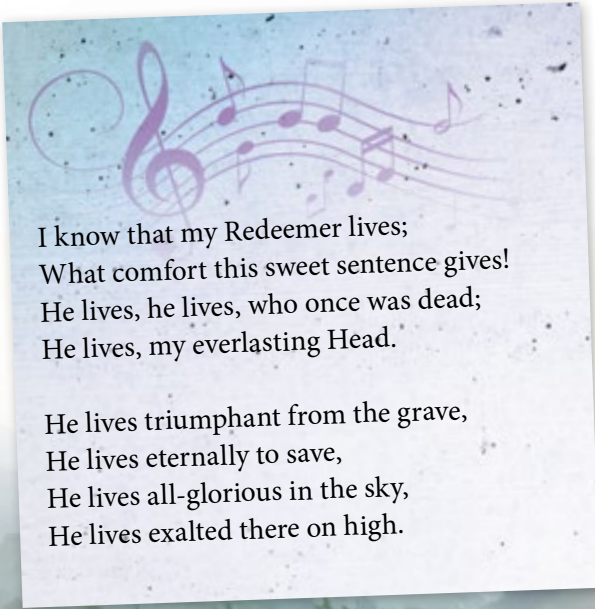 I know that my Redeemer lives;
What comfort this sweet sentence gives!
He lives, he lives, who once was dead;
He lives, my everlasting Head.

He lives triumphant from the grave,
He lives eternally to save,
He lives all-glorious in the sky,
He lives exalted there on high.